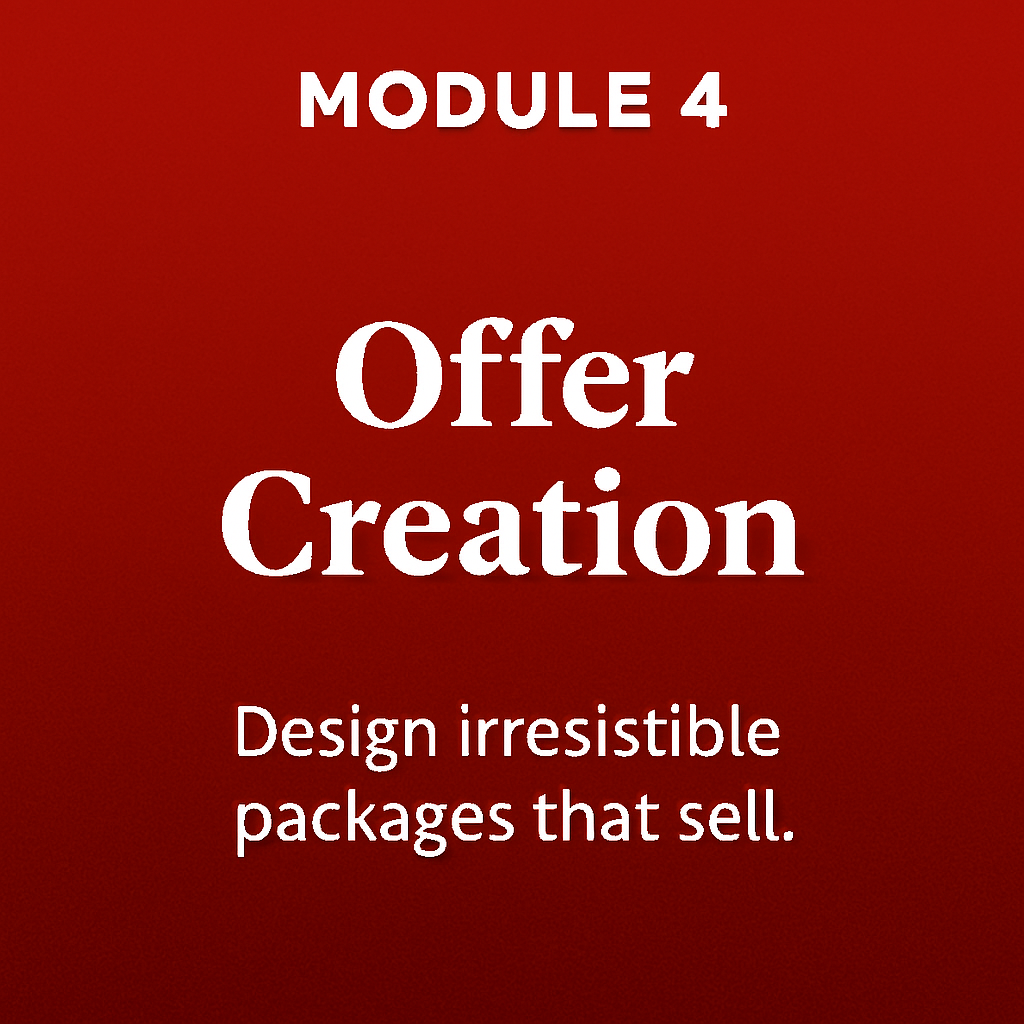 MODULE 4
Offer
Creation
Design irresistible
packages that sell.